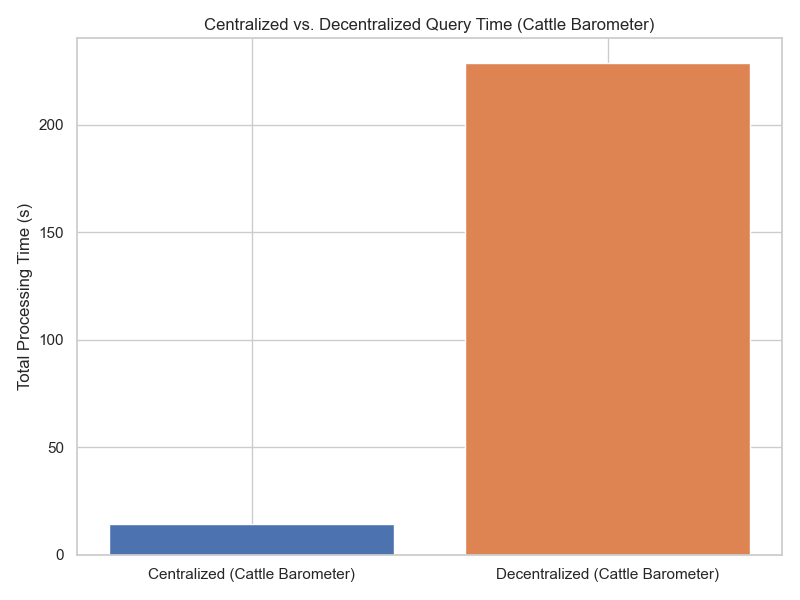 Centralized vs. Decentralized Query Time (Cattle Barometer)
Total Processing Time (s)
200
150
100
50
0
Centralized (Cattle Barometer)
Decentralized (Cattle Barometer)